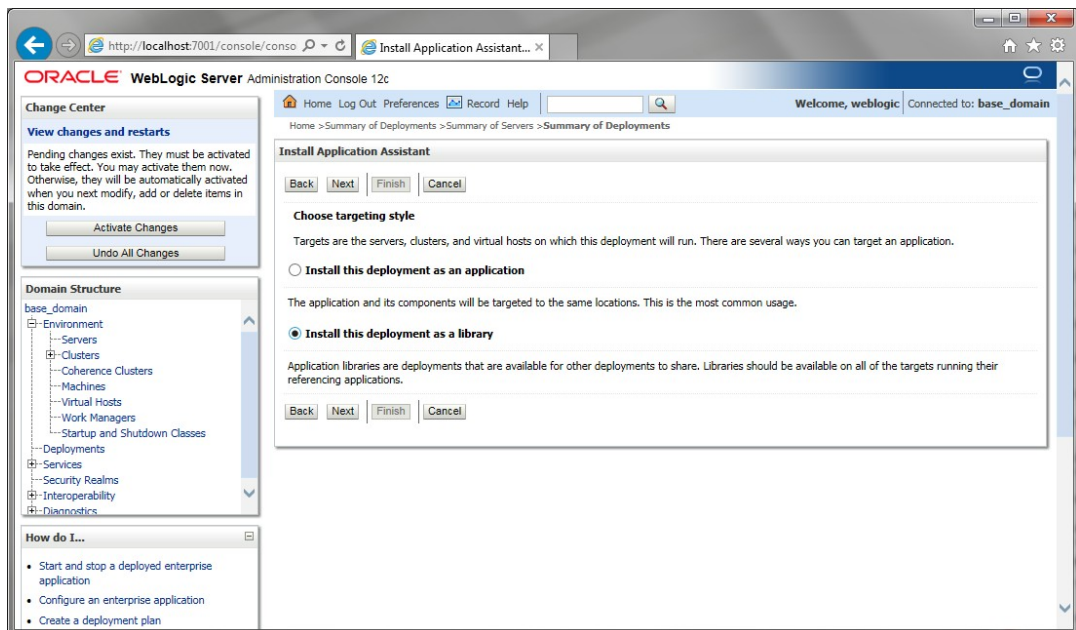 http://localhost:7001/console/conso
Install Application Assistant...
ORACLE WebLogic Server Administration Console 12c
Change Center
View changes and restarts
Pending changes exist. They must be activated
to take effect. You may activate them now.
Otherwise, they will be automatically activated
when you next modify, add or delete items in
this domain.
Activate Changes
Undo All Changes
Domain Structure
base_domain
Environment
Servers
Clusters
Coherence Clusters
Machines
Virtual Hosts
Work Managers
Startup and Shutdown Classes
Deployments
Services
Security Realms
Interoperability
Diagnostics
How do I...
Start and stop a deployed enterprise
application
Configure an enterprise application
Create a deployment plan
Home Log Out Preferences Record Help
Welcome, weblogic Connected to: base_domain
Home >Summary of Deployments >Summary of Servers >Summary of Deployments
Install Application Assistant
Back Next Finish Cancel
Choose targeting style
Targets are the servers, clusters, and virtual hosts on which this deployment will run. There are several ways you can target an application.
Install this deployment as an application
The application and its components will be targeted to the same locations. This is the most common usage.
Install this deployment as a library
Application libraries are deployments that are available for other deployments to share. Libraries should be available on all of the targets running their
referencing applications.
Back Next Finish Cancel